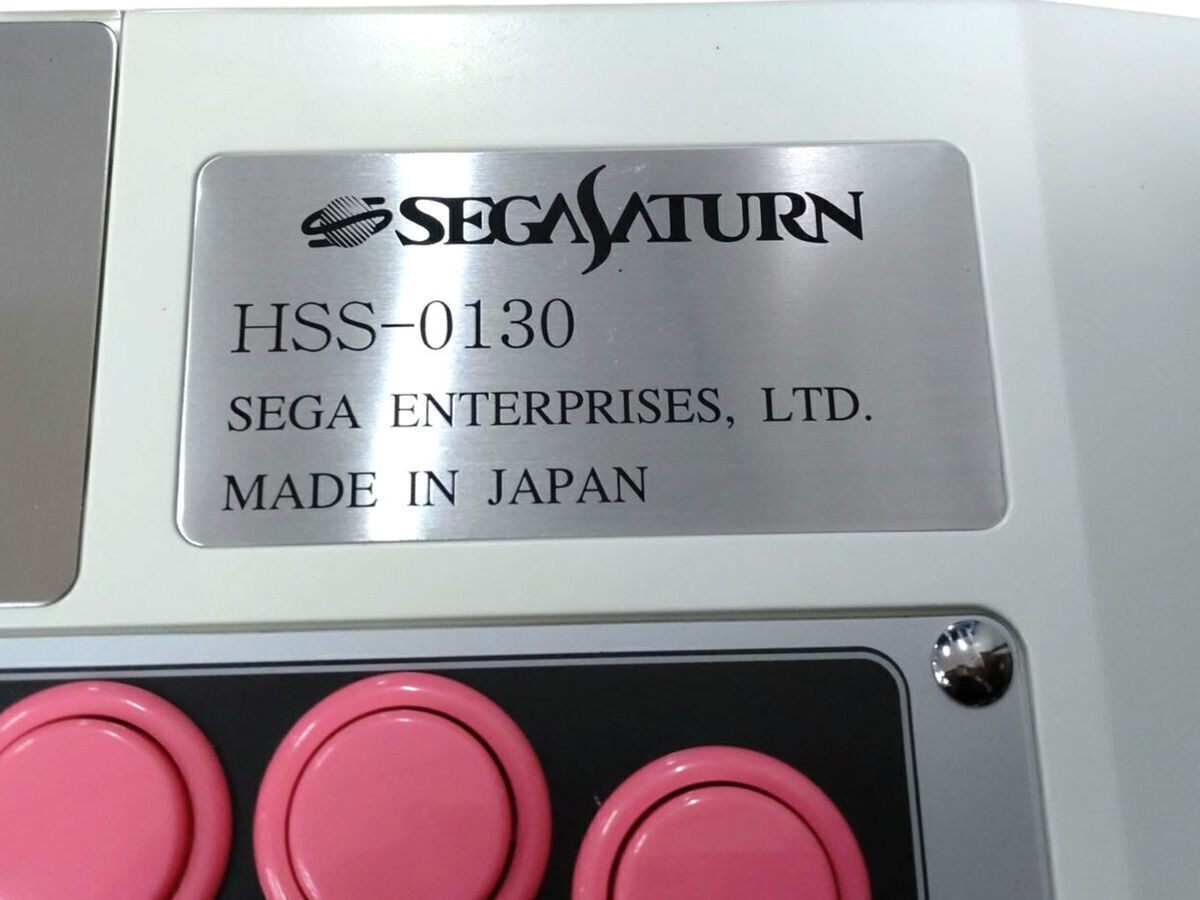 SEGA SATURN
HSS-0130
SEGA ENTERPRISES, LTD.
MADE IN JAPAN